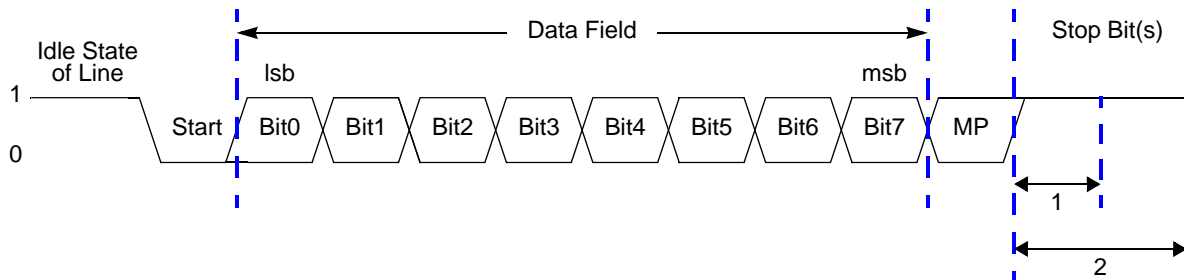 Data Field
Stop Bit(s)
Idle State
of Line
lsb
msb
1
Start
Bit0
Bit1
Bit2
Bit3
Bit4
Bit5
Bit6
Bit7
MP
0
1
2